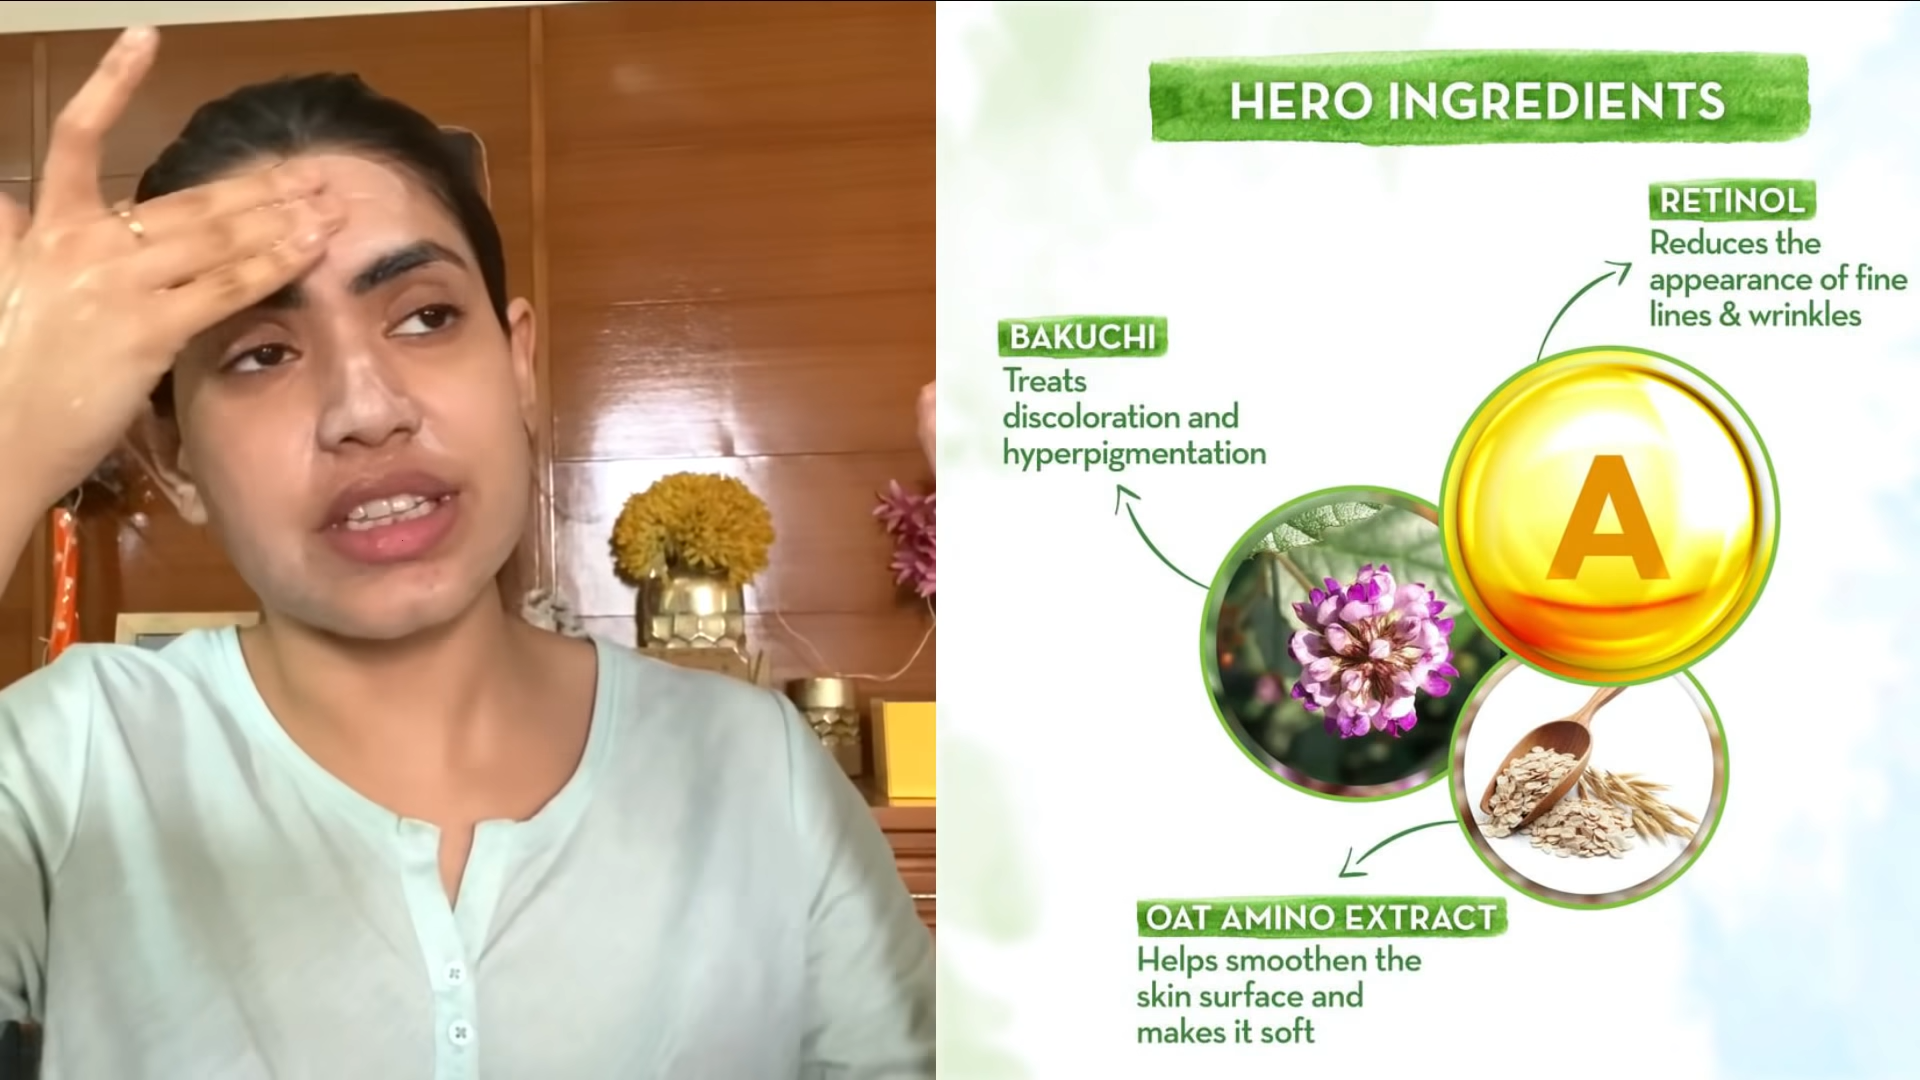 HERO INGREDIENTS
RETINOL
Reduces the
appearance of fine
lines & wrinkles
BAKUCHI
Treats
discoloration and
hyperpigmentation
A
OAT AMINO EXTRACT
Helps smoothen the
skin surface and
makes it soft